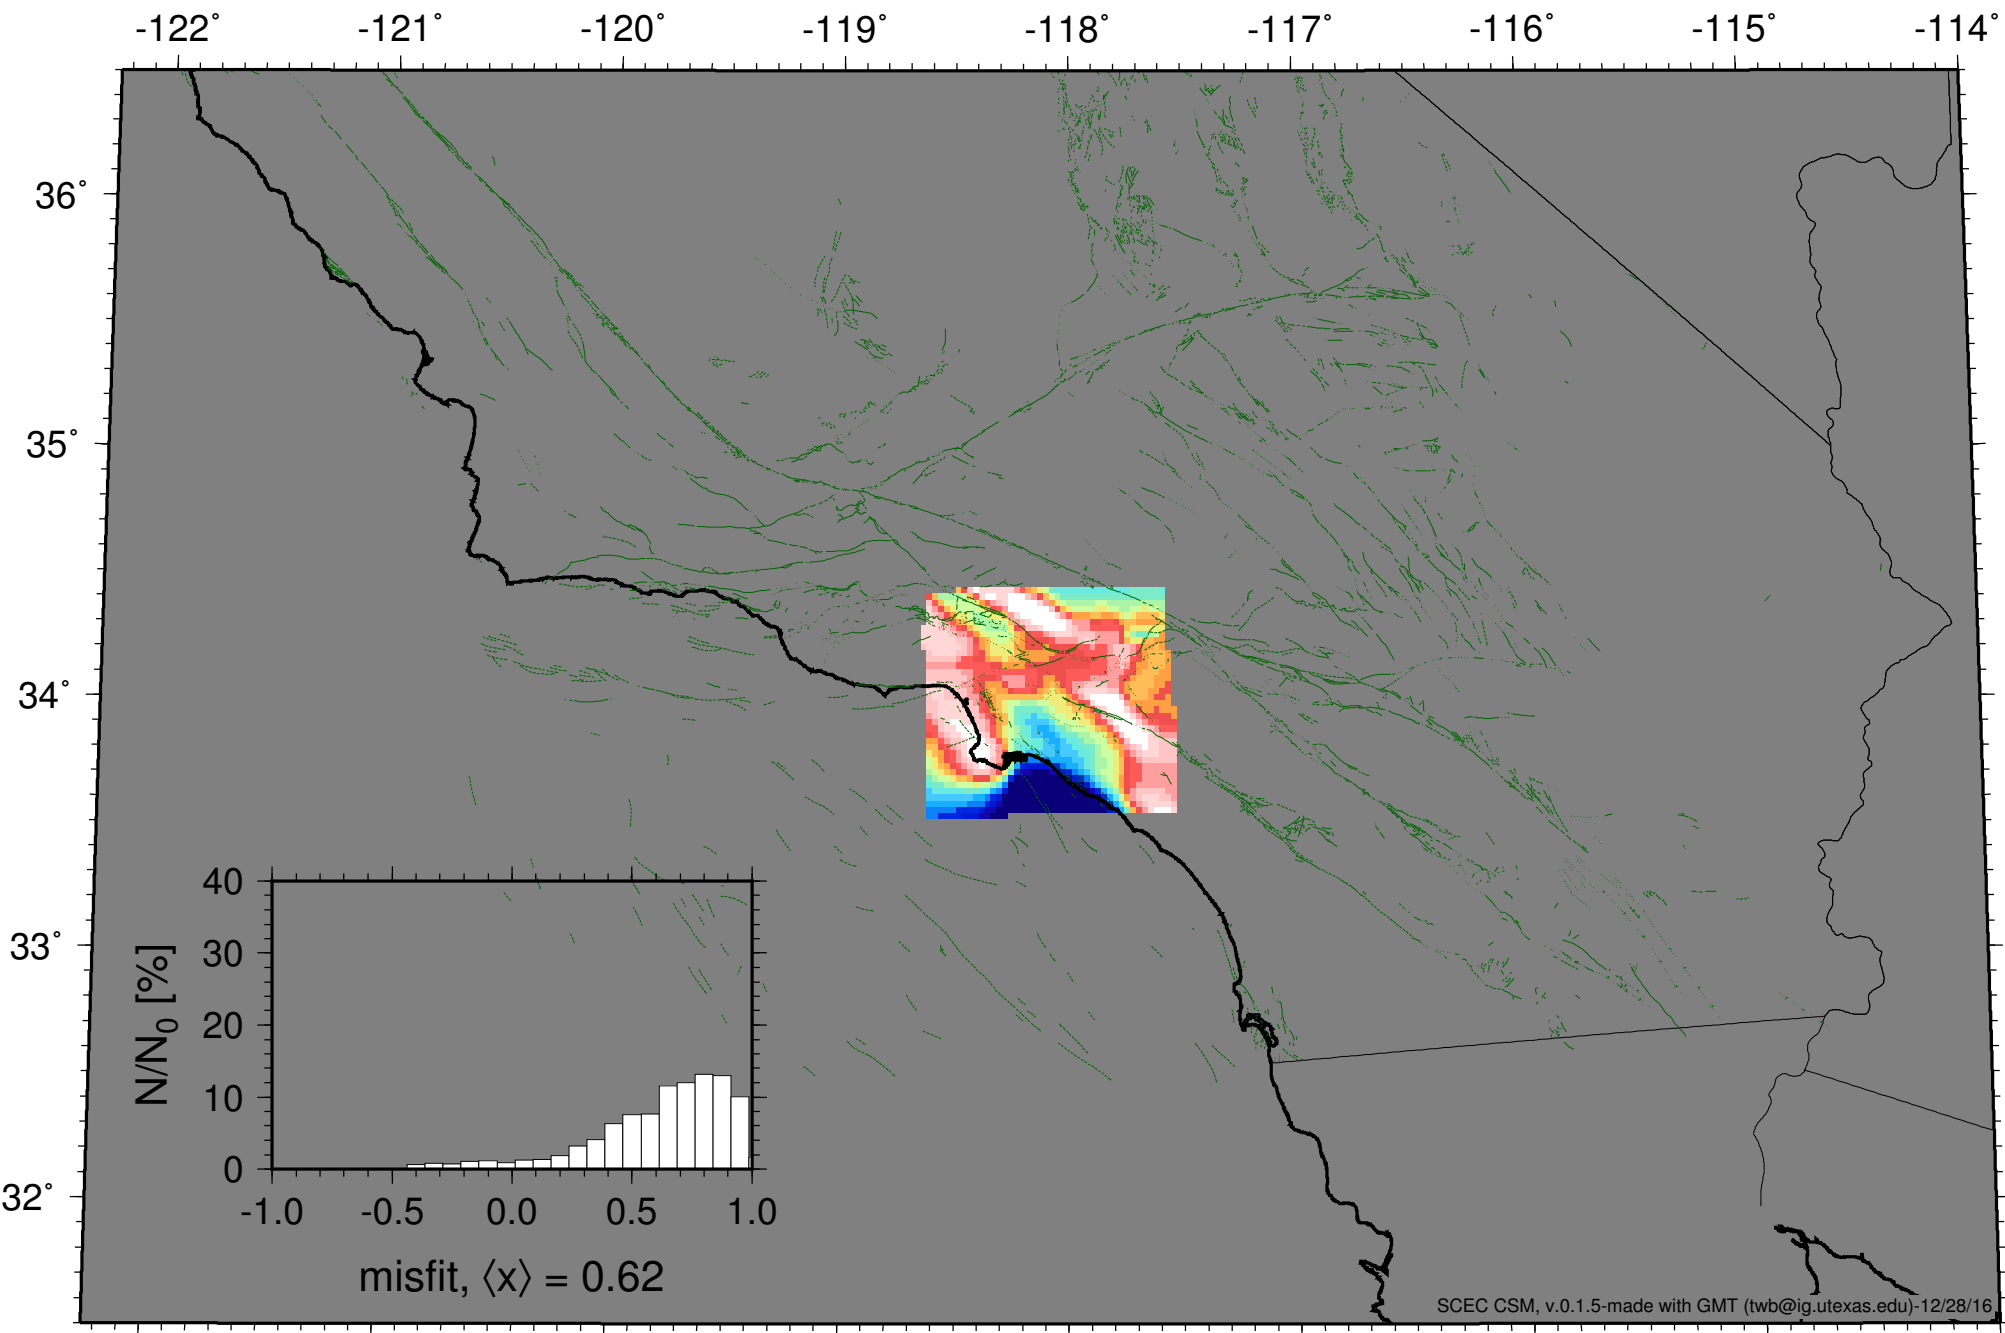 -122˚ -121˚ -120˚ -119˚ -118˚ -117˚ -116˚ -115˚ -114˚
36˚
35˚
34˚
33˚
32˚
N/N0 [%]
40
30
20
10
0
-1.0 -0.5 0.0 0.5 1.0
misfit, ⟨x⟩ = 0.62
SCEC CSM, v.0.1.5-made with GMT (twb@ig.utexas.edu)-12/28/16